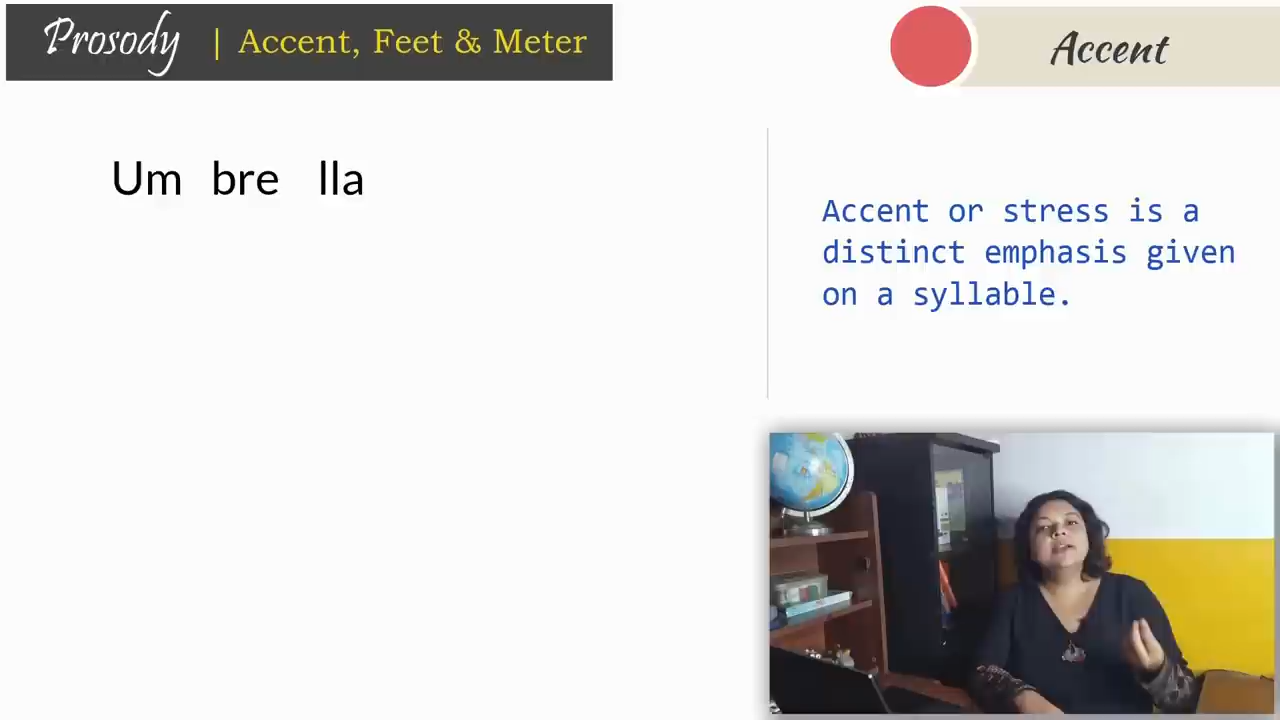 Prosody | Accent, Feet & Meter
Accent
Um bre lla
Accent or stress is a
distinct emphasis given
on a syllable.